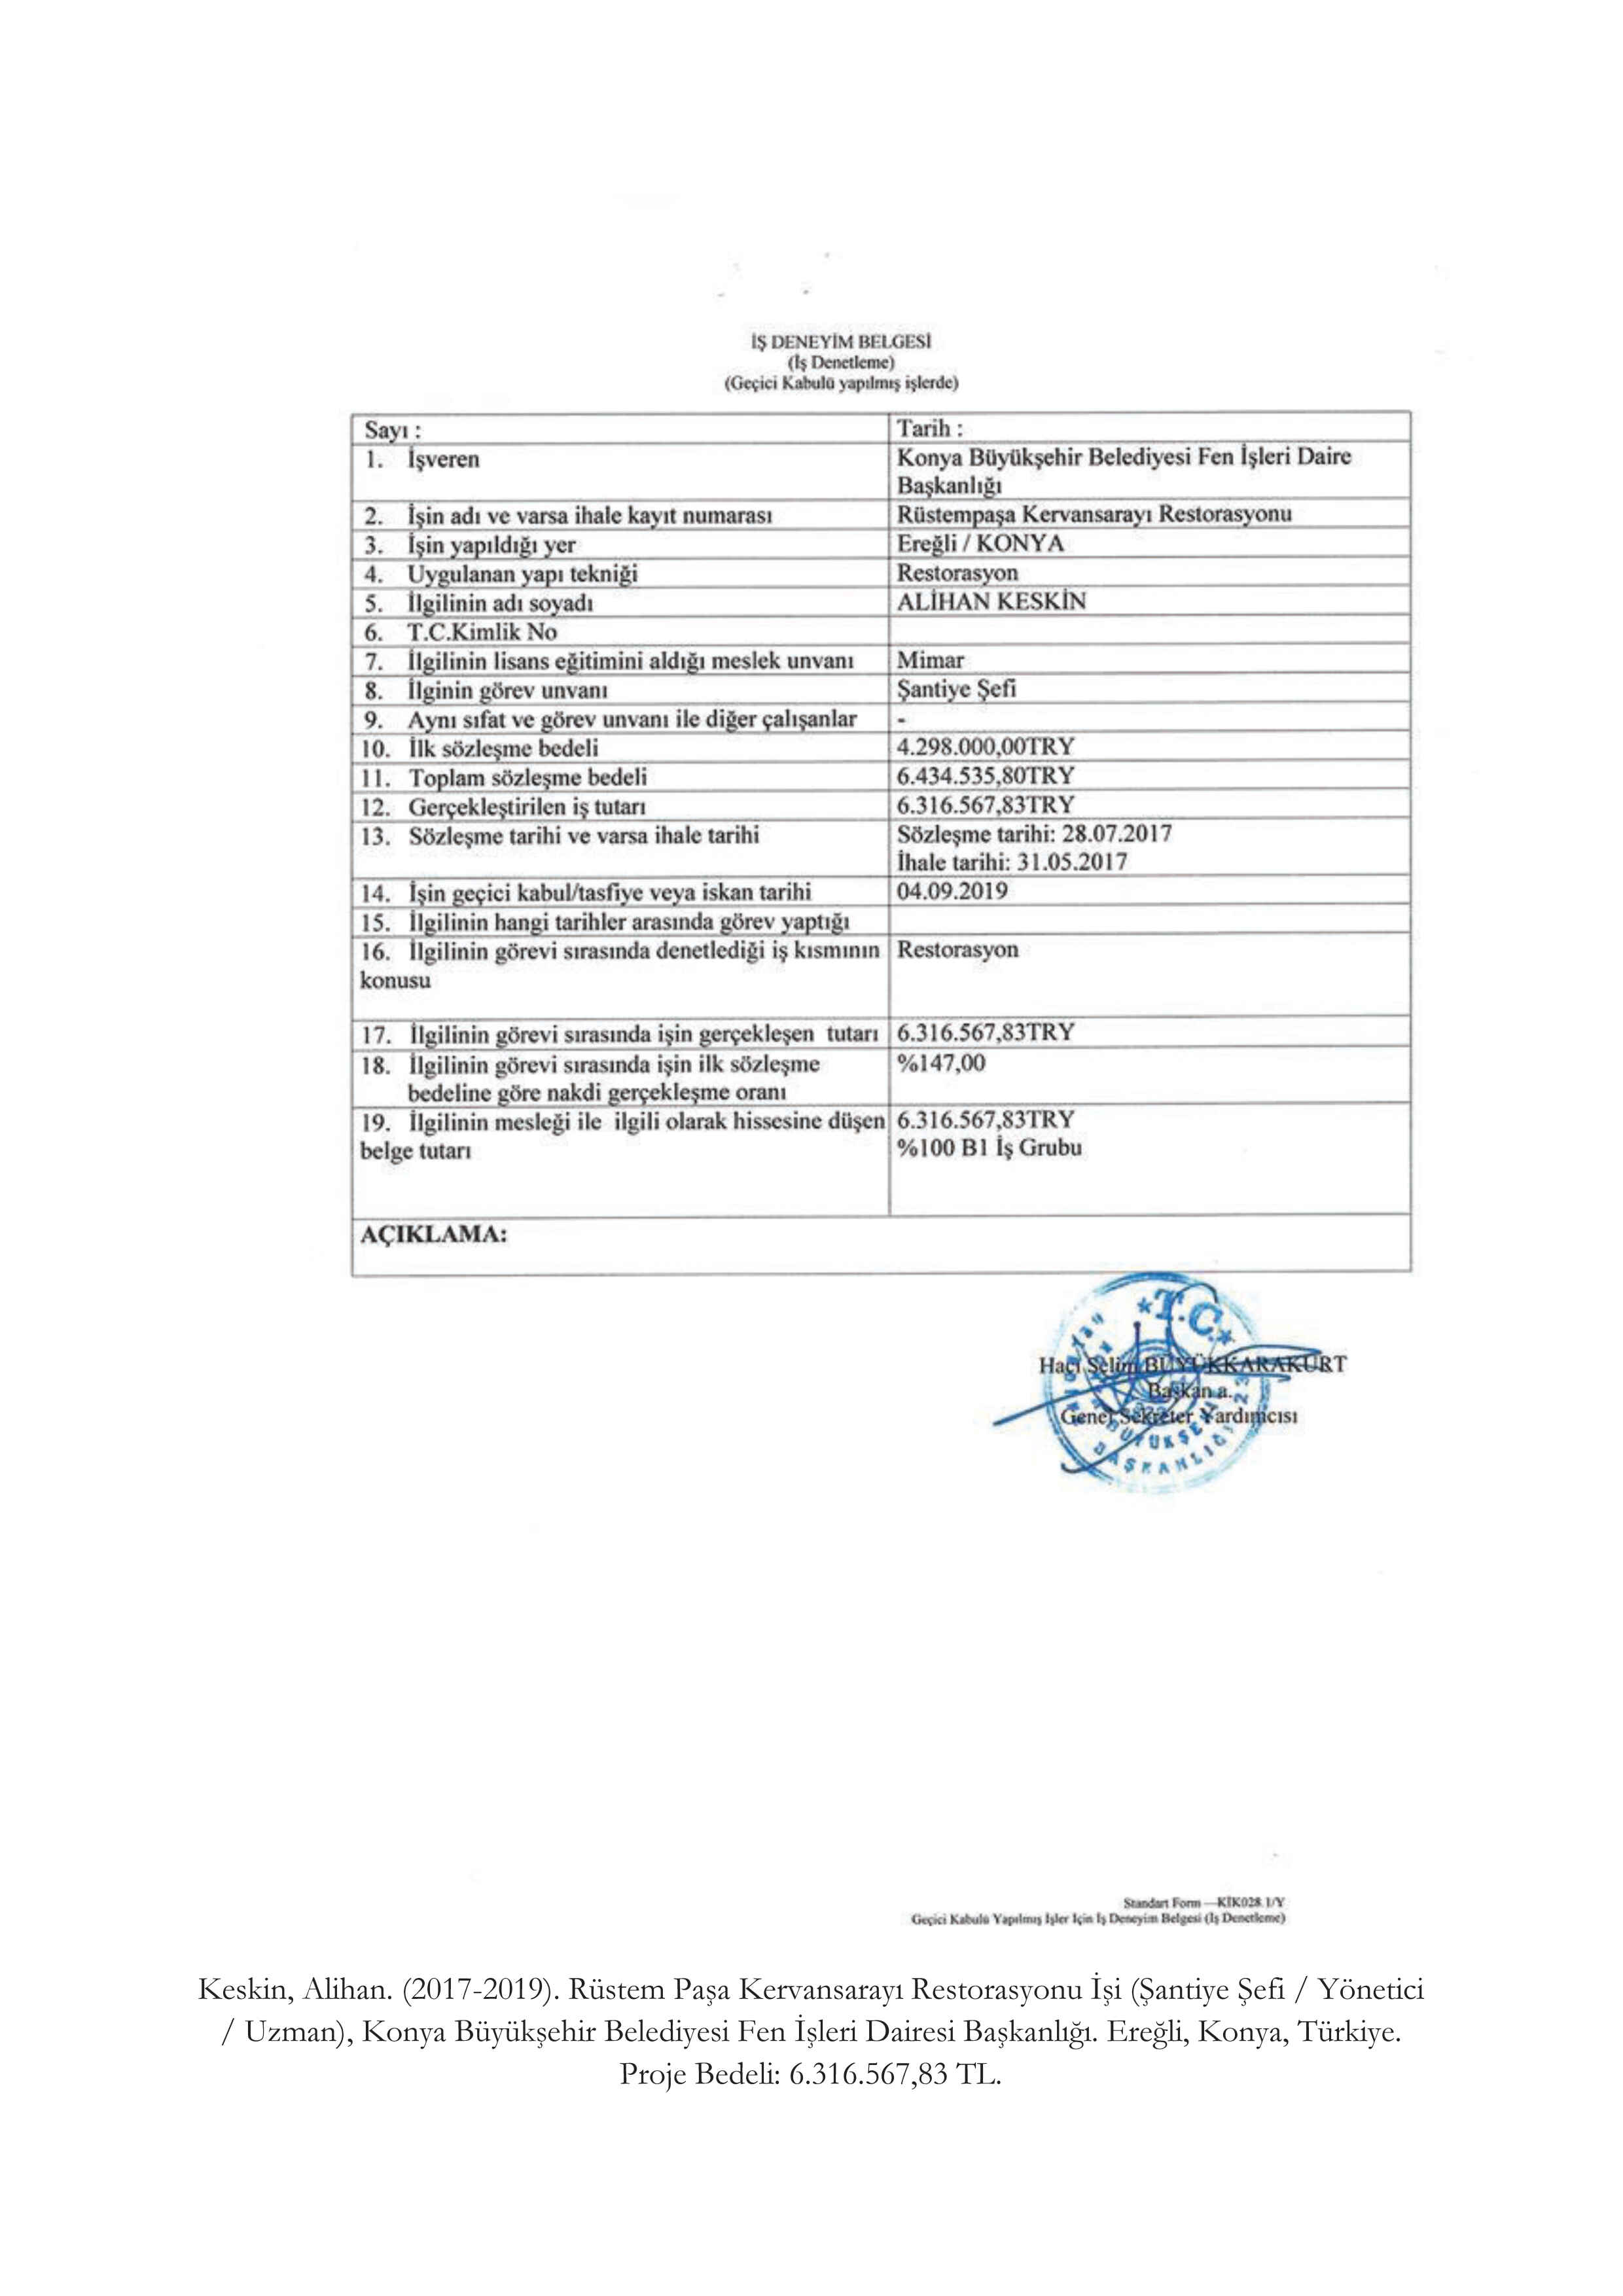 İŞ DENEYİM BELGESİ
(İş Denetleme)
(Geçici Kabulü yapılmış işlerde)
Sayı :
Tarih :
1. İşveren
Konya Büyükşehir Belediyesi Fen İşleri Daire
Başkanlığı
2. İşin adı ve varsa ihale kayıt numarası
Rüstempaşa Kervansarayı Restorasyonu
3. İşin yapıldığı yer
Ereğli / KONYA
4. Uygulanan yapı tekniği
Restorasyon
5. İlgilinin adı soyadı
ALİHAN KESKİN
6. T.C.Kimlik No
7. İlgilinin lisans eğitimini aldığı meslek unvanı
Mimar
8. İlginin görev unvanı
Şantiye Şefi
9. Aynı sıfat ve görev unvanı ile diğer çalışanlar
-
10. İlk sözleşme bedeli
4.298.000,00TRY
11. Toplam sözleşme bedeli
6.434.535,80TRY
12. Gerçekleştirilen iş tutarı
6.316.567,83TRY
13. Sözleşme tarihi ve varsa ihale tarihi
Sözleşme tarihi: 28.07.2017
İhale tarihi: 31.05.2017
14. İşin geçici kabul/tasfiye veya iskan tarihi
04.09.2019
15. İlgilinin hangi tarihler arasında görev yaptığı
16. İlgilinin görevi sırasında denetlediği iş kısmının
konusu
Restorasyon
17. İlgilinin görevi sırasında işin gerçekleşen tutarı
6.316.567,83TRY
18. İlgilinin görevi sırasında işin ilk sözleşme
bedeline göre nakdi gerçekleşme oranı
%147,00
19. İlgilinin mesleği ile ilgili olarak hissesine düşen
belge tutarı
6.316.567,83TRY
%100 B1 İş Grubu
AÇIKLAMA:
T.C.
Hacı Selim BÜYÜKKARAKURT
Başkan a.
Genel Sekreter Yardımcısı
BÜYÜKŞEHİR
BAŞKANLIĞI
Standart Form —KİK028.1/Y
Geçici Kabulü Yapılmış İşler İçin İş Deneyim Belgesi (İş Denetleme)
Keskin, Alihan. (2017-2019). Rüstem Paşa Kervansarayı Restorasyonu İşi (Şantiye Şefi / Yönetici
/ Uzman), Konya Büyükşehir Belediyesi Fen İşleri Dairesi Başkanlığı. Ereğli, Konya, Türkiye.
Proje Bedeli: 6.316.567,83 TL.